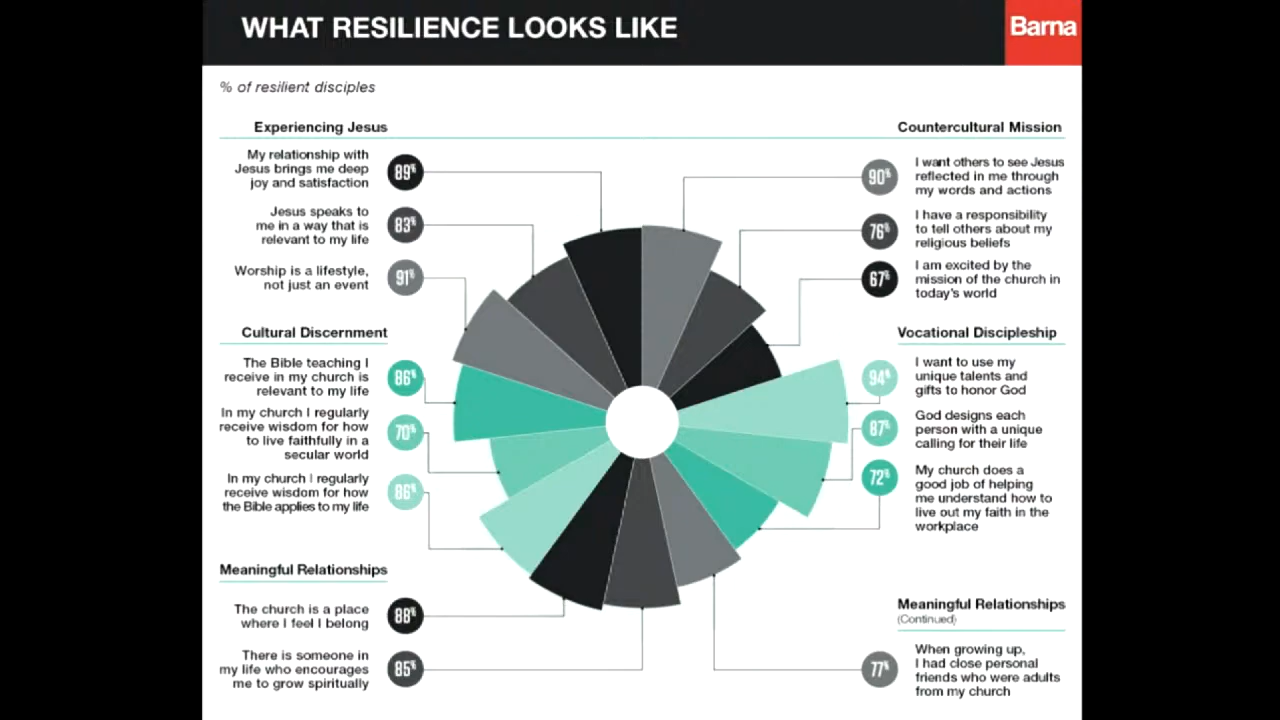 WHAT RESILIENCE LOOKS LIKE
Barna
% of resilient disciples
Experiencing Jesus
My relationship with
Jesus brings me deep
joy and satisfaction
89%
Jesus speaks to
me in a way that is
relevant to my life
83%
Worship is a lifestyle,
not just an event
91%
Cultural Discernment
The Bible teaching I
receive in my church is
relevant to my life
86%
In my church I regularly
receive wisdom for how
to live faithfully in a
secular world
70%
In my church I regularly
receive wisdom for how
the Bible applies to my life
86%
Meaningful Relationships
The church is a place
where I feel I belong
88%
There is someone in
my life who encourages
me to grow spiritually
85%
Countercultural Mission
90%
I want others to see Jesus
reflected in me through
my words and actions
76%
I have a responsibility
to tell others about my
religious beliefs
67%
I am excited by the
mission of the church in
today's world
Vocational Discipleship
94%
I want to use my
unique talents and
gifts to honor God
87%
God designs each
person with a unique
calling for their life
72%
My church does a
good job of helping
me understand how to
live out my faith in the
workplace
Meaningful Relationships
(Continued)
77%
When growing up,
I had close personal
friends who were adults
from my church